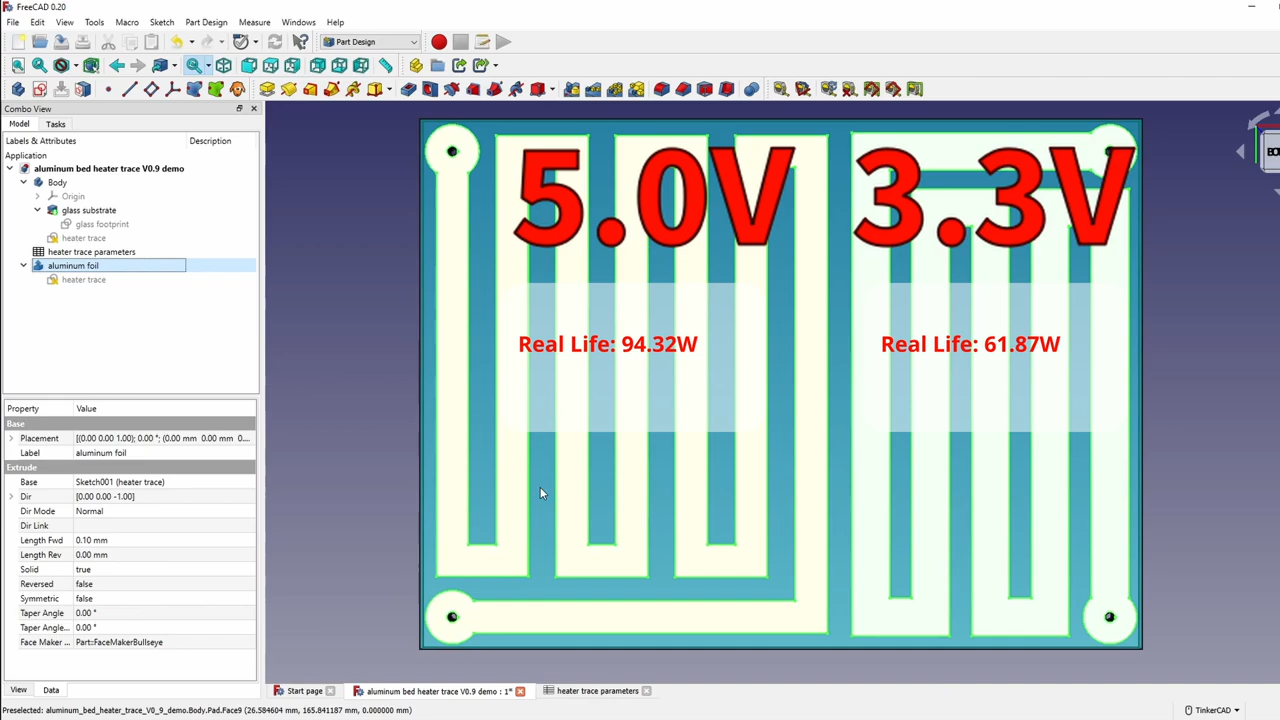 FreeCAD 0.20
File Edit View Tools Macro Sketch Part Design Measure Windows Help
Part Design
Combo View
Model Tasks
Labels & Attributes Description
Application
aluminum bed heater trace V0.9 demo
Body
Origin
glass substrate
glass footprint
heater trace
heater trace parameters
aluminum foil
heater trace
5.0V 3.3V
Real Life: 94.32W Real Life: 61.87W
Property Value
Base
Placement [(0.00 0.00 1.00); 0.00 °; (0.00 mm 0.00 mm 0....
Label aluminum foil
Extrude
Base Sketch001 (heater trace)
Dir [0.00 0.00 -1.00]
Dir Mode Normal
Dir Link
Length Fwd 0.10 mm
Length Rev 0.00 mm
Solid true
Reversed false
Symmetric false
Taper Angle 0.00 °
Taper Angle... 0.00 °
Face Maker ... Part::FaceMakerBullseye
View Data
Start page aluminum bed heater trace V0.9 demo : 1* heater trace parameters
Preselected: aluminum_bed_heater_trace_V0_9_demo.Body.Pad.Face9 (26.584604 mm, 165.841187 mm, 0.000000 mm) TinkerCAD